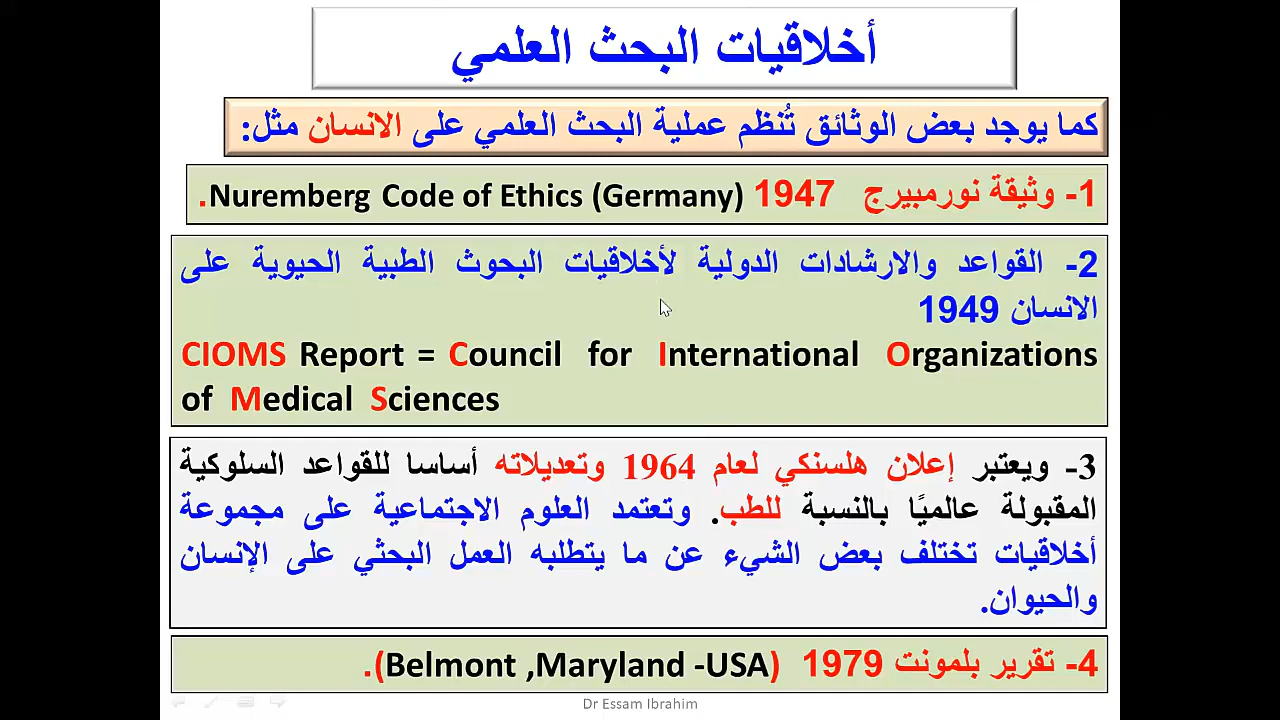 أخلاقيات البحث العلمي
كما يوجد بعض الوثائق تُنظم عملية البحث العلمي على الانسان مثل:
1- وثيقة نورمبيرج 1947 Nuremberg Code of Ethics (Germany).
2- القواعد والارشادات الدولية لأخلاقيات البحوث الطبية الحيوية على
الانسان 1949
CIOMS Report = Council for International Organizations
of Medical Sciences
3- ويعتبر إعلان هلسنكي لعام 1964 وتعديلاته أساسا للقواعد السلوكية
المقبولة عالميًا بالنسبة للطب. وتعتمد العلوم الاجتماعية على مجموعة
أخلاقيات تختلف بعض الشيء عن ما يتطلبه العمل البحثي على الإنسان
والحيوان.
4- تقرير بلمونت 1979 (Belmont ,Maryland -USA).
Dr Essam Ibrahim